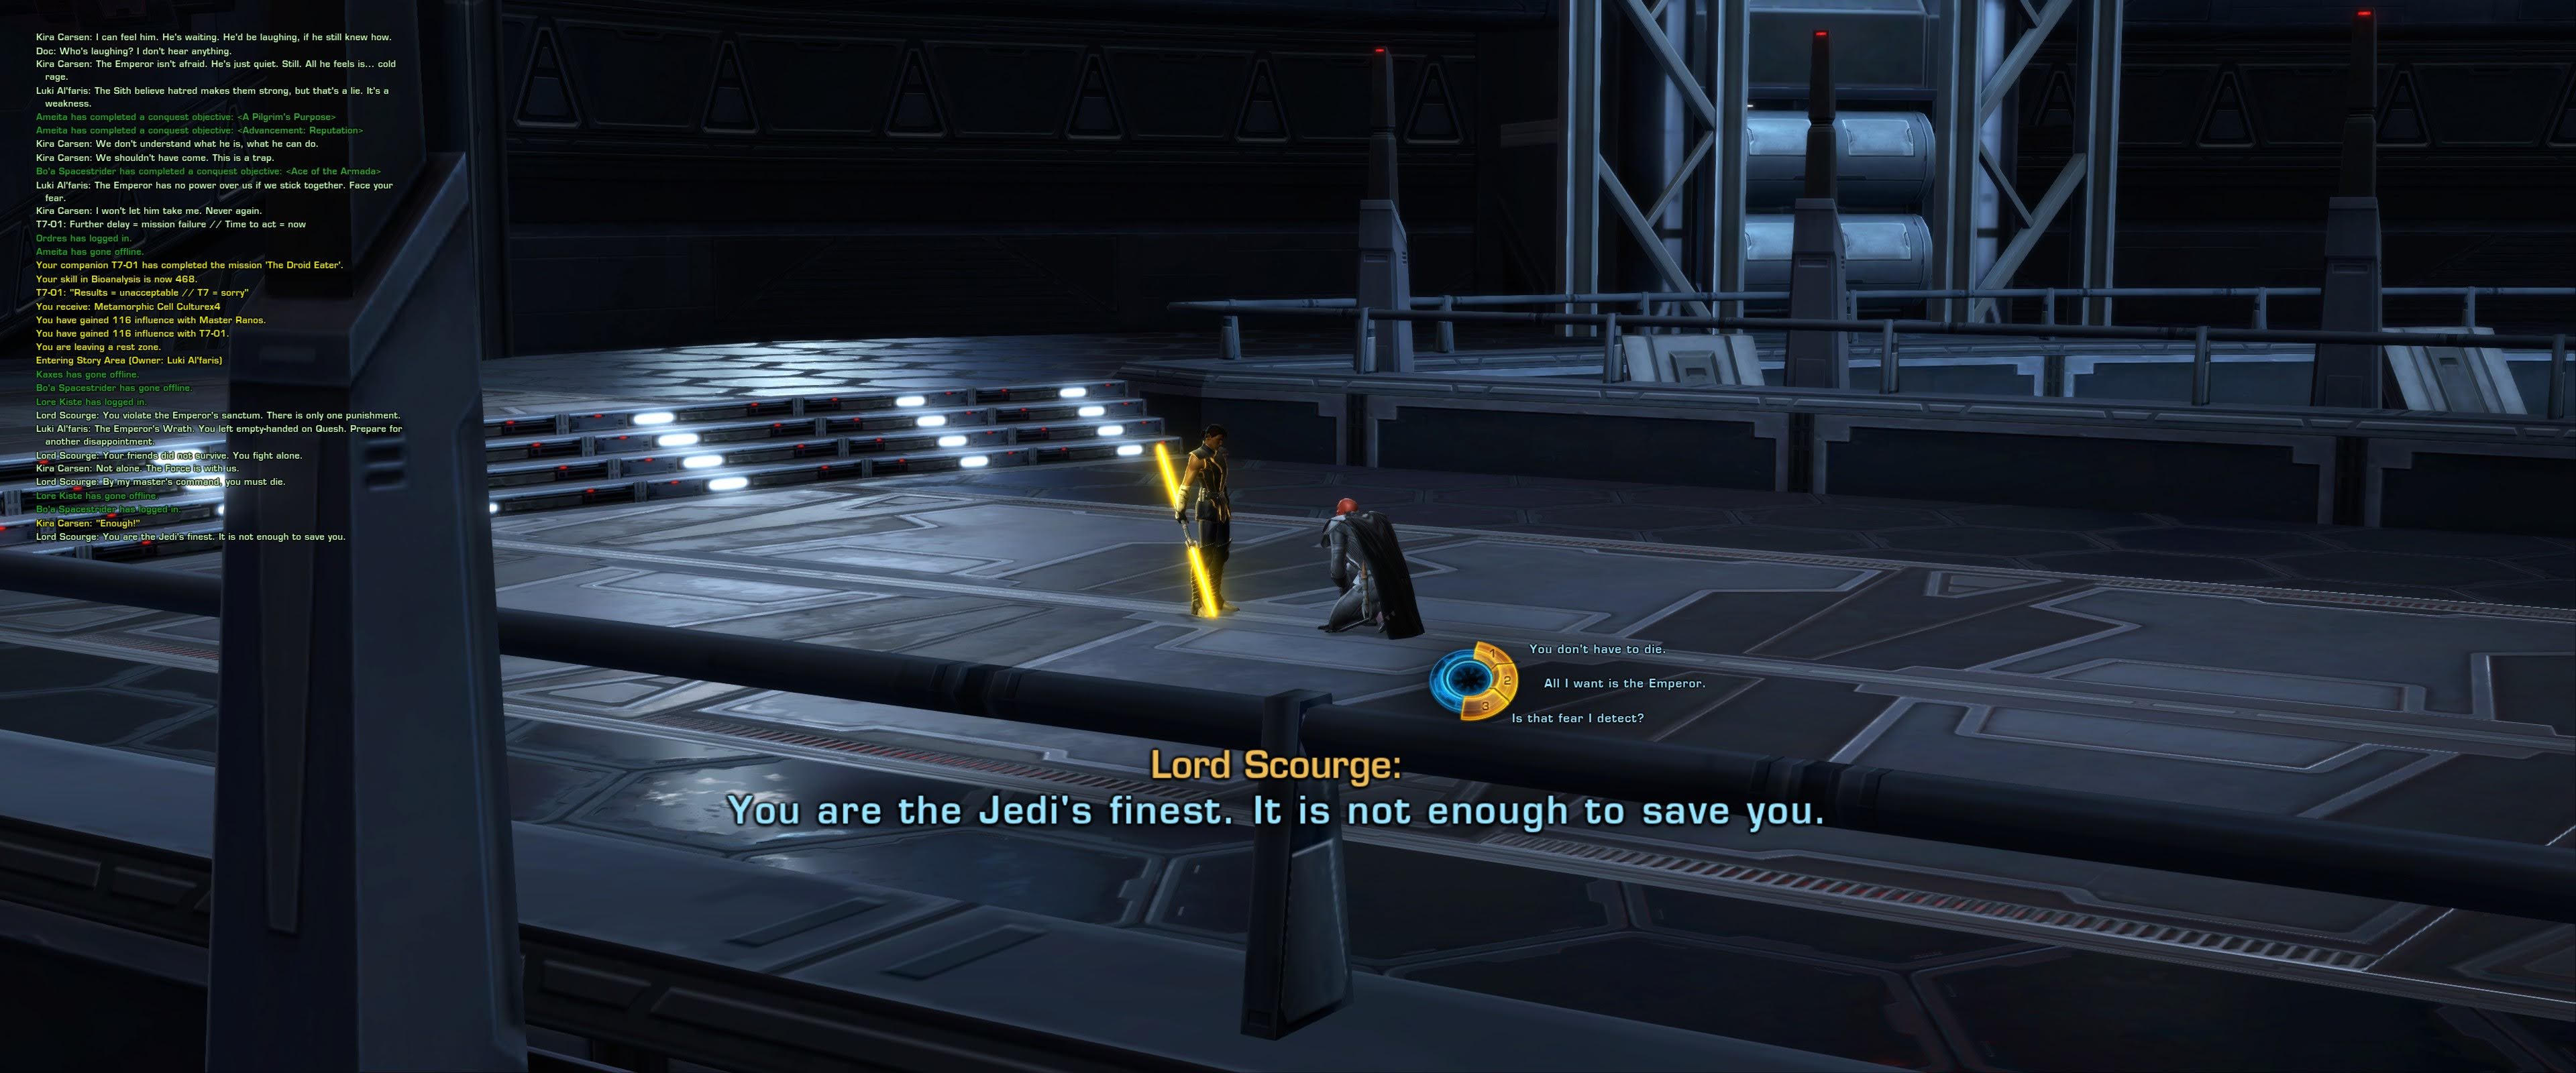 Kira Carsen: I can feel him. He's waiting. He'd be laughing, if he still knew how.
Doc: Who's laughing? I don't hear anything.
Kira Carsen: The Emperor isn't afraid. He's just quiet. Still. All he feels is... cold
rage.
Luki Al'faris: The Sith believe hatred makes them strong, but that's a lie. It's a
weakness.
Ameita has completed a conquest objective: <A Pilgrim's Purpose>
Ameita has completed a conquest objective: <Advancement: Reputation>
Kira Carsen: We don't understand what he is, what he can do.
Kira Carsen: We shouldn't have come. This is a trap.
Bo'a Spacestrider has completed a conquest objective: <Ace of the Armada>
Luki Al'faris: The Emperor has no power over us if we stick together. Face your
fear.
Kira Carsen: I won't let him take me. Never again.
T7-01: Further delay = mission failure // Time to act = now
Ordres has logged in.
Ameita has gone offline.
Your companion T7-01 has completed the mission 'The Droid Eater'.
Your skill in Bioanalysis is now 468.
T7-01: "Results = unacceptable // T7 = sorry"
You receive: Metamorphic Cell Culturex4
You have gained 116 influence with Master Ranos.
You have gained 116 influence with T7-01.
You are leaving a rest zone.
Entering Story Area (Owner: Luki Al'faris)
Kaxes has gone offline.
Bo'a Spacestrider has gone offline.
Lore Kiste has logged in.
Lord Scourge: You violate the Emperor's sanctum. There is only one punishment.
Luki Al'faris: The Emperor's Wrath. You left empty-handed on Quesh. Prepare for
another disappointment.
Lord Scourge: Your friends did not survive. You fight alone.
Kira Carsen: Not alone. The Force is with us.
Lord Scourge: By my master's command, you must die.
Lore Kiste has gone offline.
Bo'a Spacestrider has logged in.
Kira Carsen: "Enough!"
Lord Scourge: You are the Jedi's finest. It is not enough to save you.
1 You don't have to die.
2 All I want is the Emperor.
3 Is that fear I detect?
Lord Scourge:
You are the Jedi's finest. It is not enough to save you.